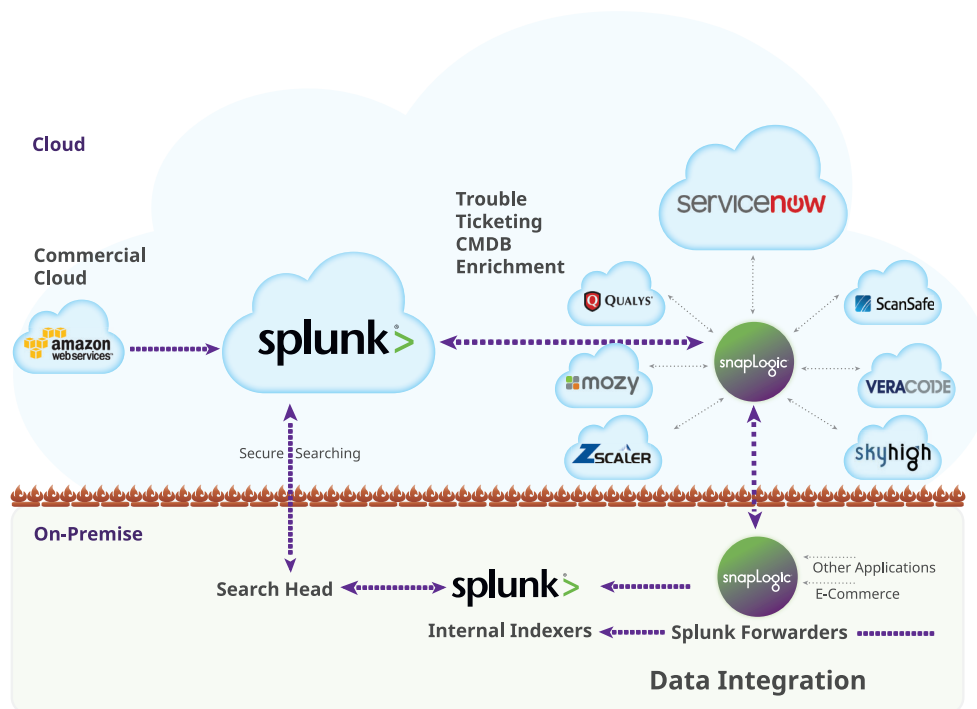 Cloud
Trouble
Ticketing
CMDB
Enrichment
servicenow
Commercial
Cloud
amazon
webservices™
splunk>
QUALYS®
ScanSafe
snapLogic
mozy
VERACODE
ZSCALER
skyhigh
Secure Searching
On-Premise
Search Head
splunk>
snapLogic
Other Applications
E-Commerce
Internal Indexers
Splunk Forwarders
Data Integration